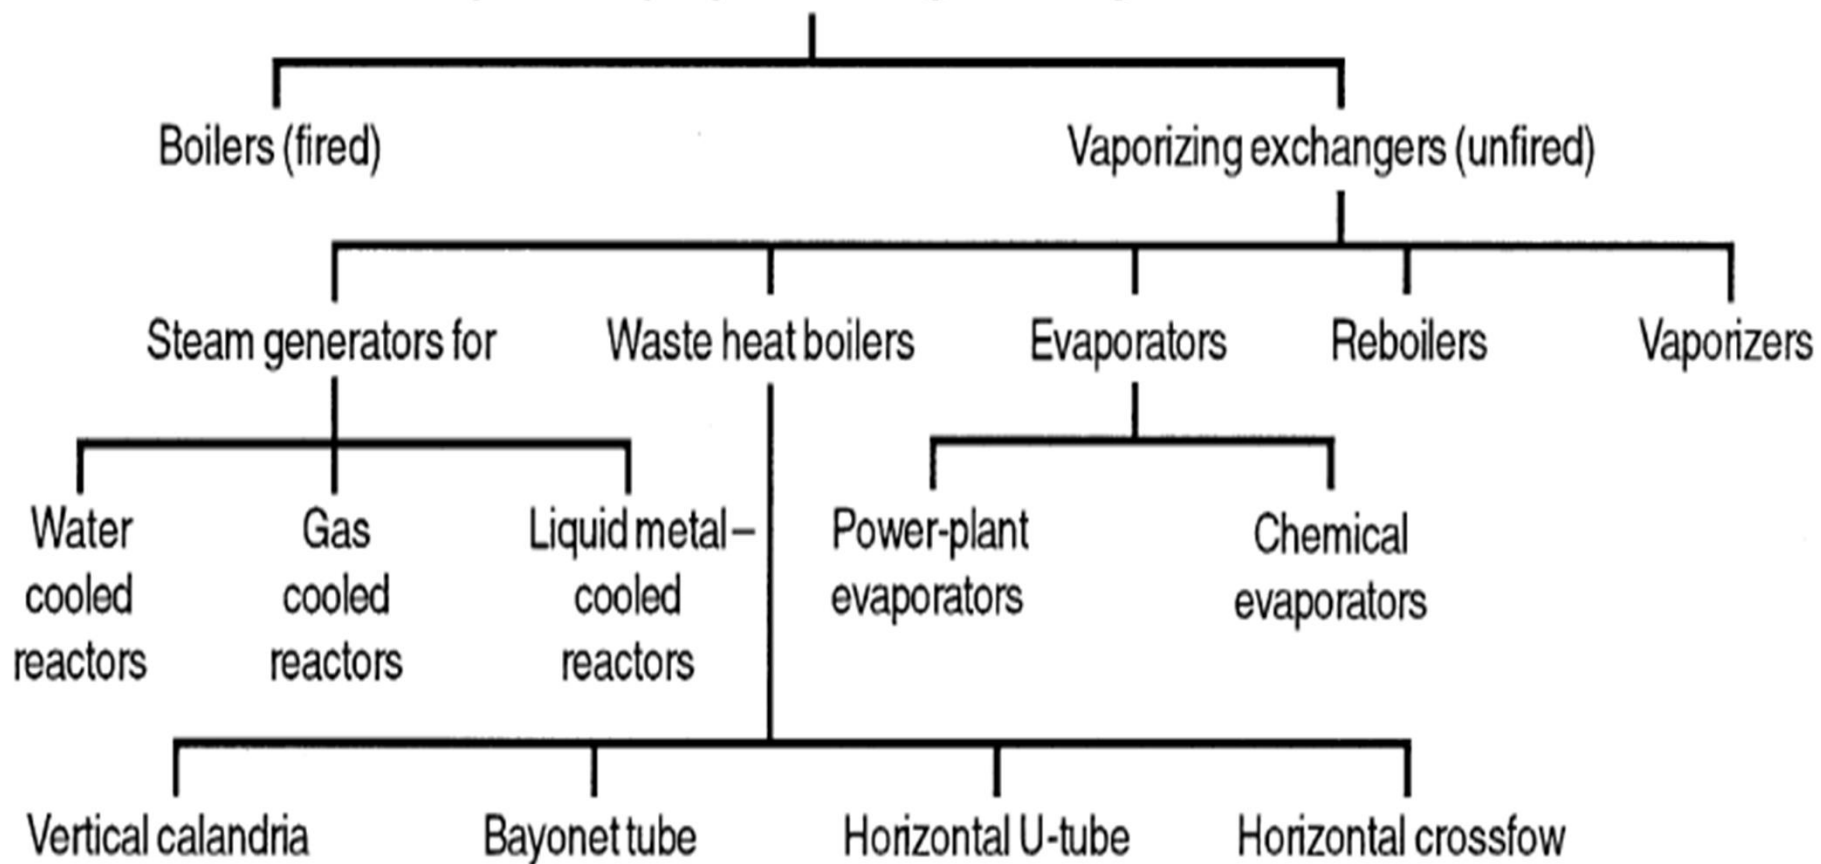 Boilers (fired)
Vaporizing exchangers (unfired)
Steam generators for
Waste heat boilers
Evaporators
Reboilers
Vaporizers
Water
cooled
reactors
Gas
cooled
reactors
Liquid metal–
cooled
reactors
Power-plant
evaporators
Chemical
evaporators
Vertical calandria
Bayonet tube
Horizontal U-tube
Horizontal crossfow